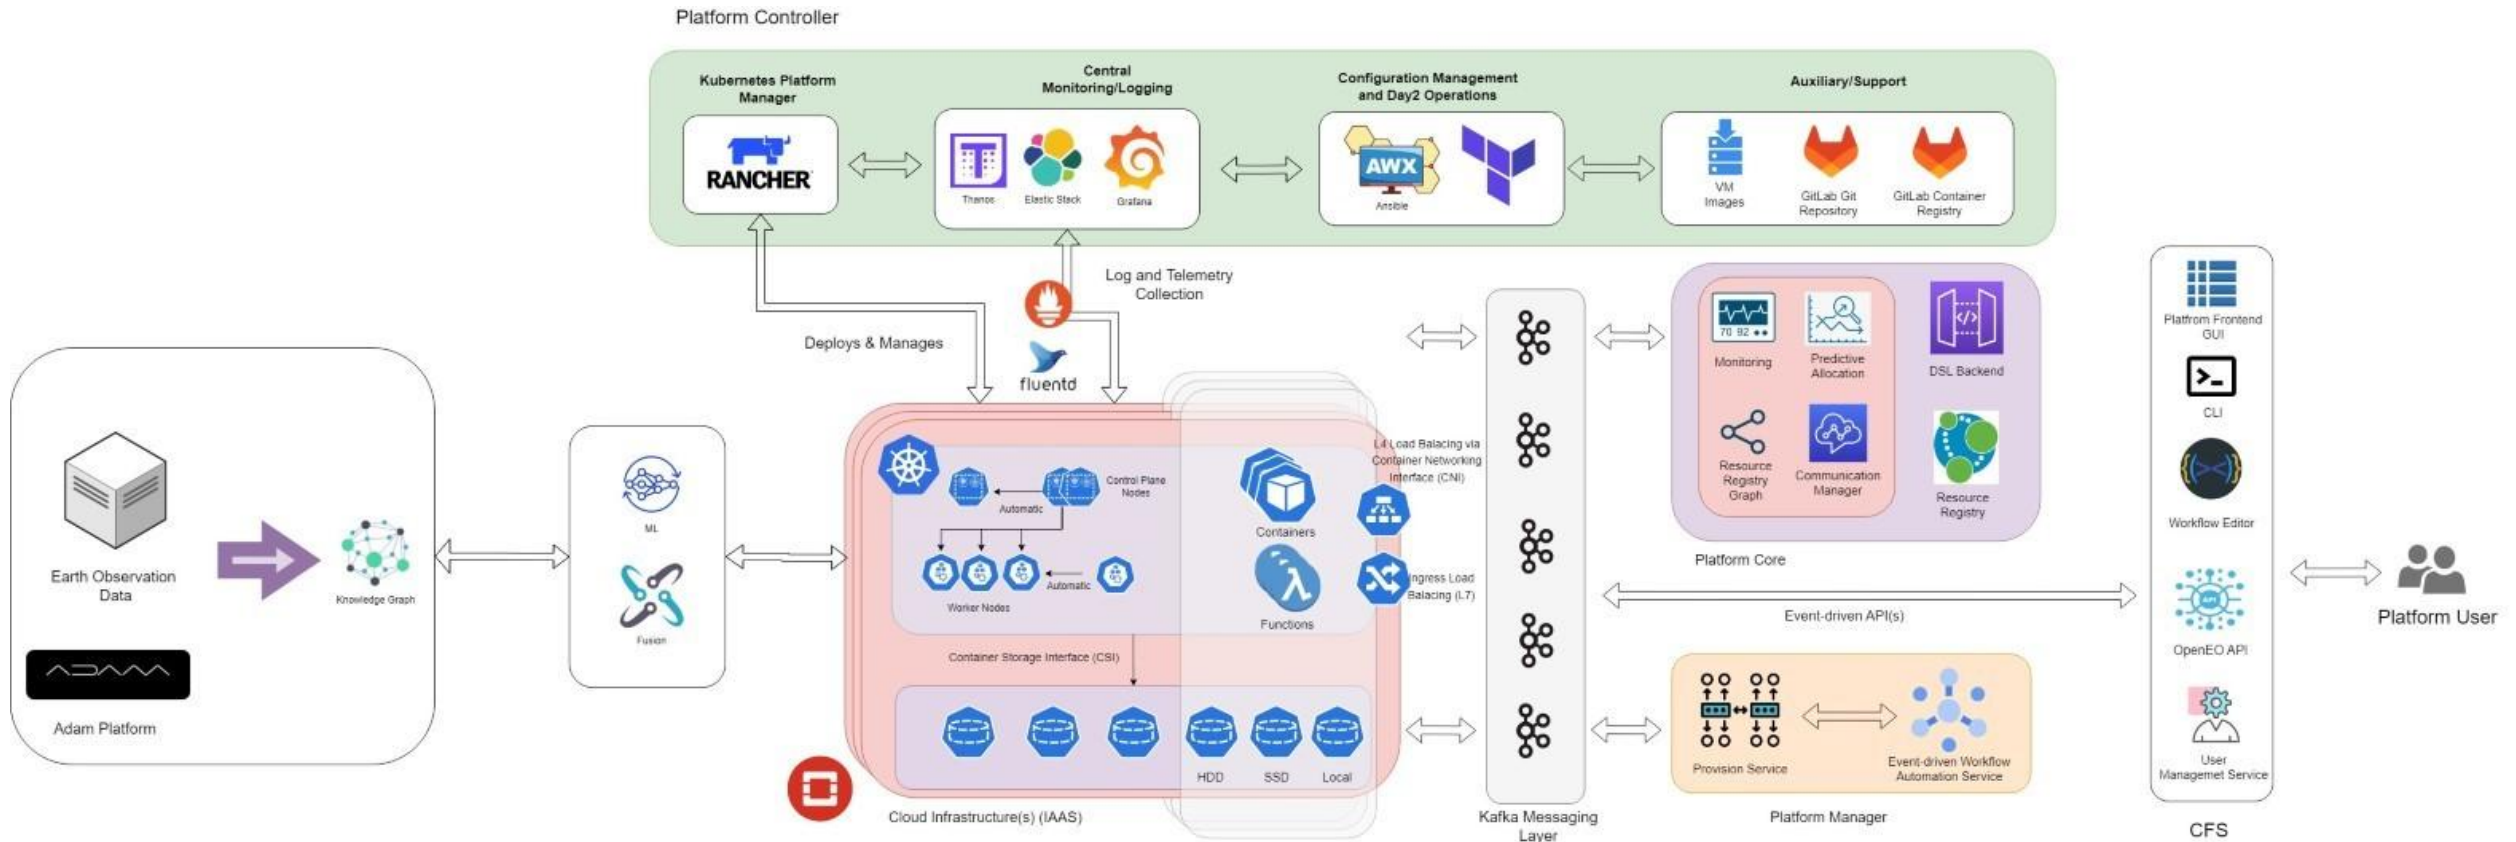 Platform Controller
Kubernetes Platform
Manager
RANCHER
Central
Monitoring/Logging
Thanos
Elastic Stack
Grafana
Configuration Management
and Day2 Operations
AWX
Ansible
Auxiliary/Support
VM
Images
GitLab Git
Repository
GitLab Container
Registry
Log and Telemetry
Collection
Deploys & Manages
fluentd
Earth Observation
Data
Knowledge Graph
ADAM
Adam Platform
ML
Fusion
Control Plane
Nodes
Automatic
Automatic
Worker Nodes
Containers
Functions
L4 Load Balacing via
Container Networking
Interface (CNI)
Ingress Load
Balacing (L7)
Container Storage Interface (CSI)
HDD
SSD
Local
Cloud Infrastructure(s) (IAAS)
Kafka Messaging
Layer
70 92
Monitoring
Predictive
Allocation
DSL Backend
Resource
Registry
Graph
Communication
Manager
Resource
Registry
Platform Core
Event-driven API(s)
Provision Service
Event-driven Workflow
Automation Service
Platform Manager
Platfrom Frontend
GUI
CLI
Workflow Editor
API
OpenEO API
User
Managemet Service
CFS
Platform User